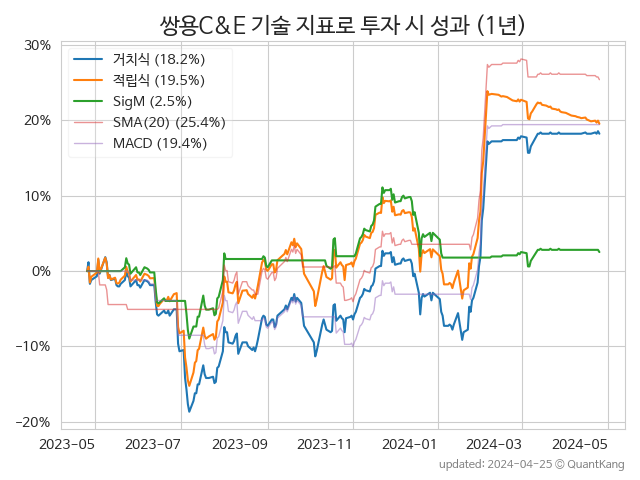 쌍용C&E 기술 지표로 투자 시 성과 (1년)
30%
20%
10%
0%
−10%
−20%
거치식 (18.2%)
적립식 (19.5%)
SigM (2.5%)
SMA(20) (25.4%)
MACD (19.4%)
2023−05 2023−07 2023−09 2023−11 2024−01 2024−03 2024−05
updated: 2024−04−25 ⓒ QuantKang